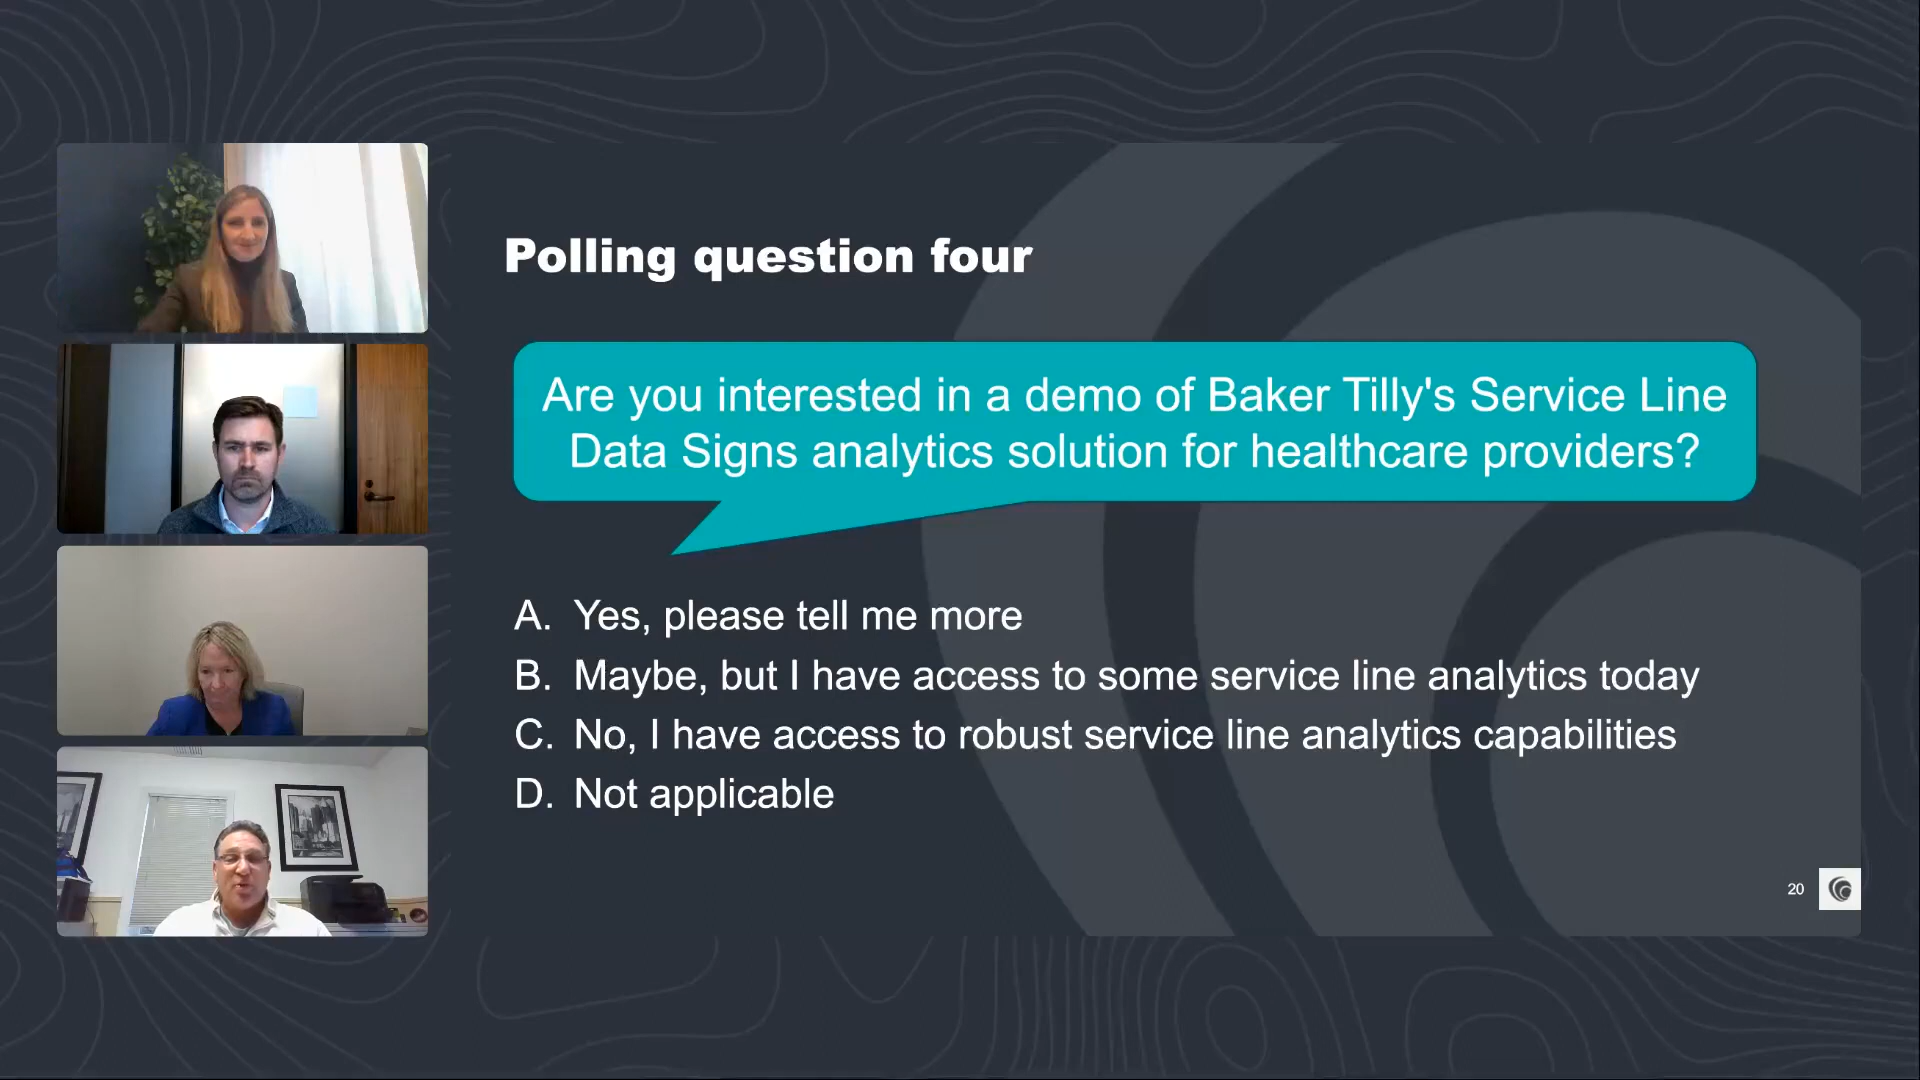 Polling question four
Are you interested in a demo of Baker Tilly's Service Line
Data Signs analytics solution for healthcare providers?
A. Yes, please tell me more
B. Maybe, but I have access to some service line analytics today
C. No, I have access to robust service line analytics capabilities
D. Not applicable
20